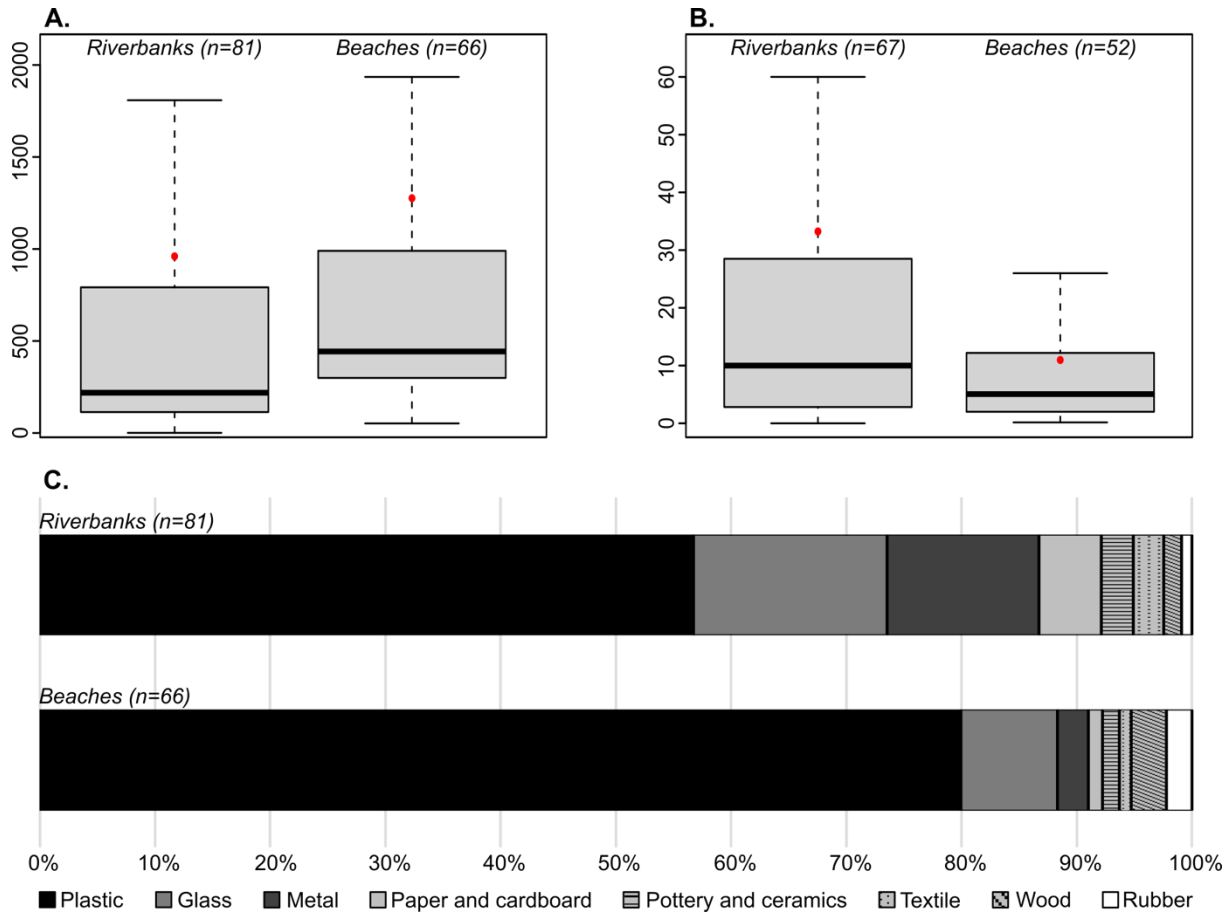 A.
Riverbanks (n=81) Beaches (n=66)
2000
1500
1000
500
0
B.
Riverbanks (n=67) Beaches (n=52)
60
50
40
30
20
10
0
C.
Riverbanks (n=81)
Beaches (n=66)
0% 10% 20% 30% 40% 50% 60% 70% 80% 90% 100%
Plastic Glass Metal Paper and cardboard Pottery and ceramics Textile Wood Rubber